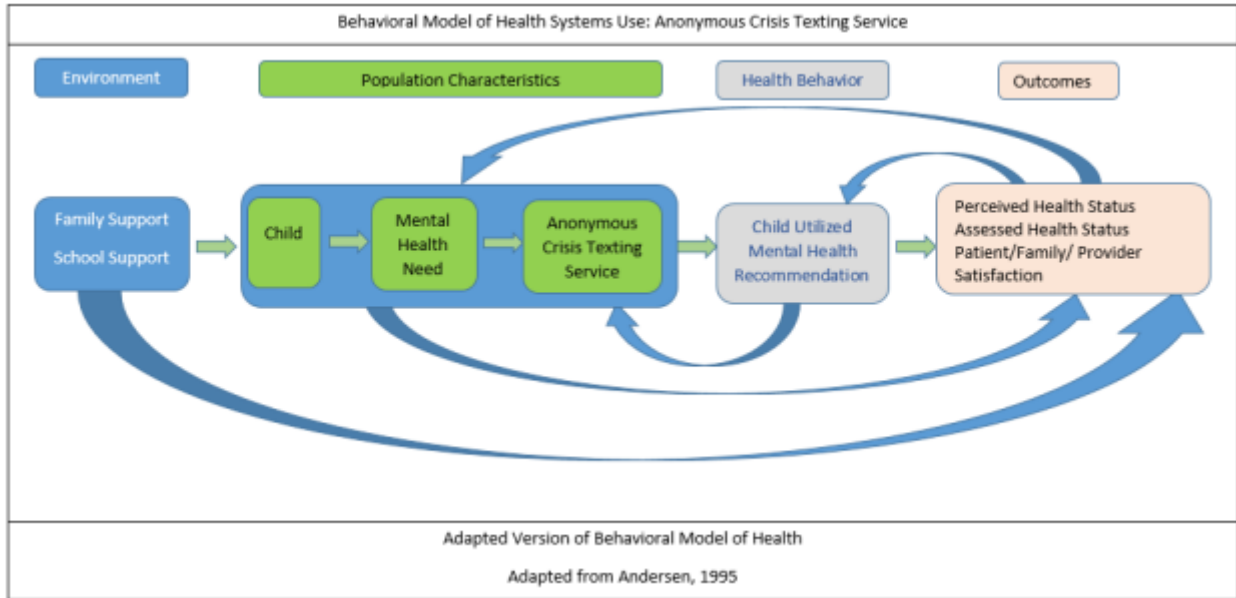 Behavioral Model of Health Systems Use: Anonymous Crisis Texting Service
Environment
Population Characteristics
Health Behavior
Outcomes
Family Support
School Support
Child
Mental
Health
Need
Anonymous
Crisis Texting
Service
Child Utilized
Mental Health
Recommendation
Perceived Health Status
Assessed Health Status
Patient/Family/ Provider
Satisfaction
Adapted Version of Behavioral Model of Health
Adapted from Andersen, 1995